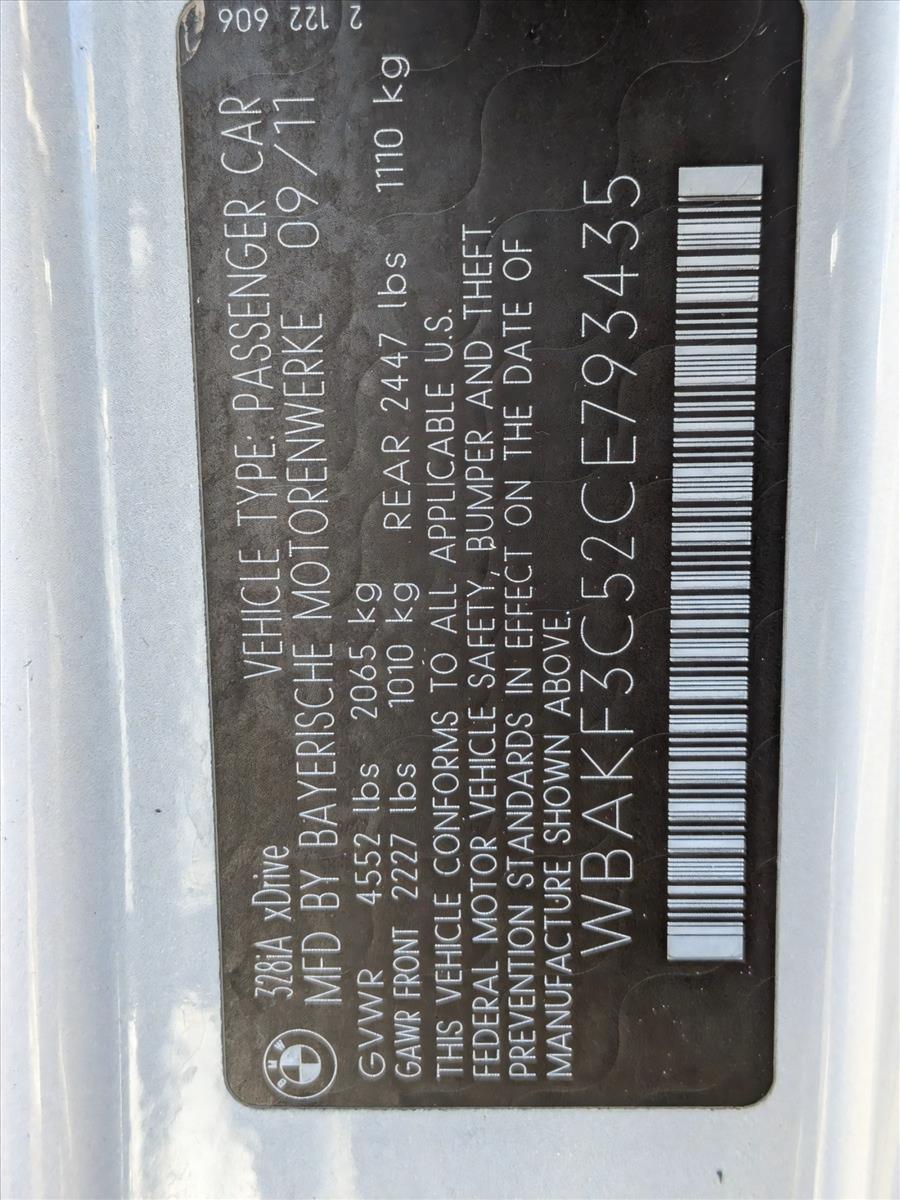 2 122 606
328iA xDrive VEHICLE TYPE: PASSENGER CAR
MFD BY BAYERISCHE MOTORENWERKE 09/11
GVWR 4552 lbs 2065 kg
GAWR FRONT 2227 lbs 1010 kg REAR 2447 lbs 1110 kg
THIS VEHICLE CONFORMS TO ALL APPLICABLE U.S.
FEDERAL MOTOR VEHICLE SAFETY, BUMPER AND THEFT
PREVENTION STANDARDS IN EFFECT ON THE DATE OF
MANUFACTURE SHOWN ABOVE.
WBAKF3C52CE793435
BMW